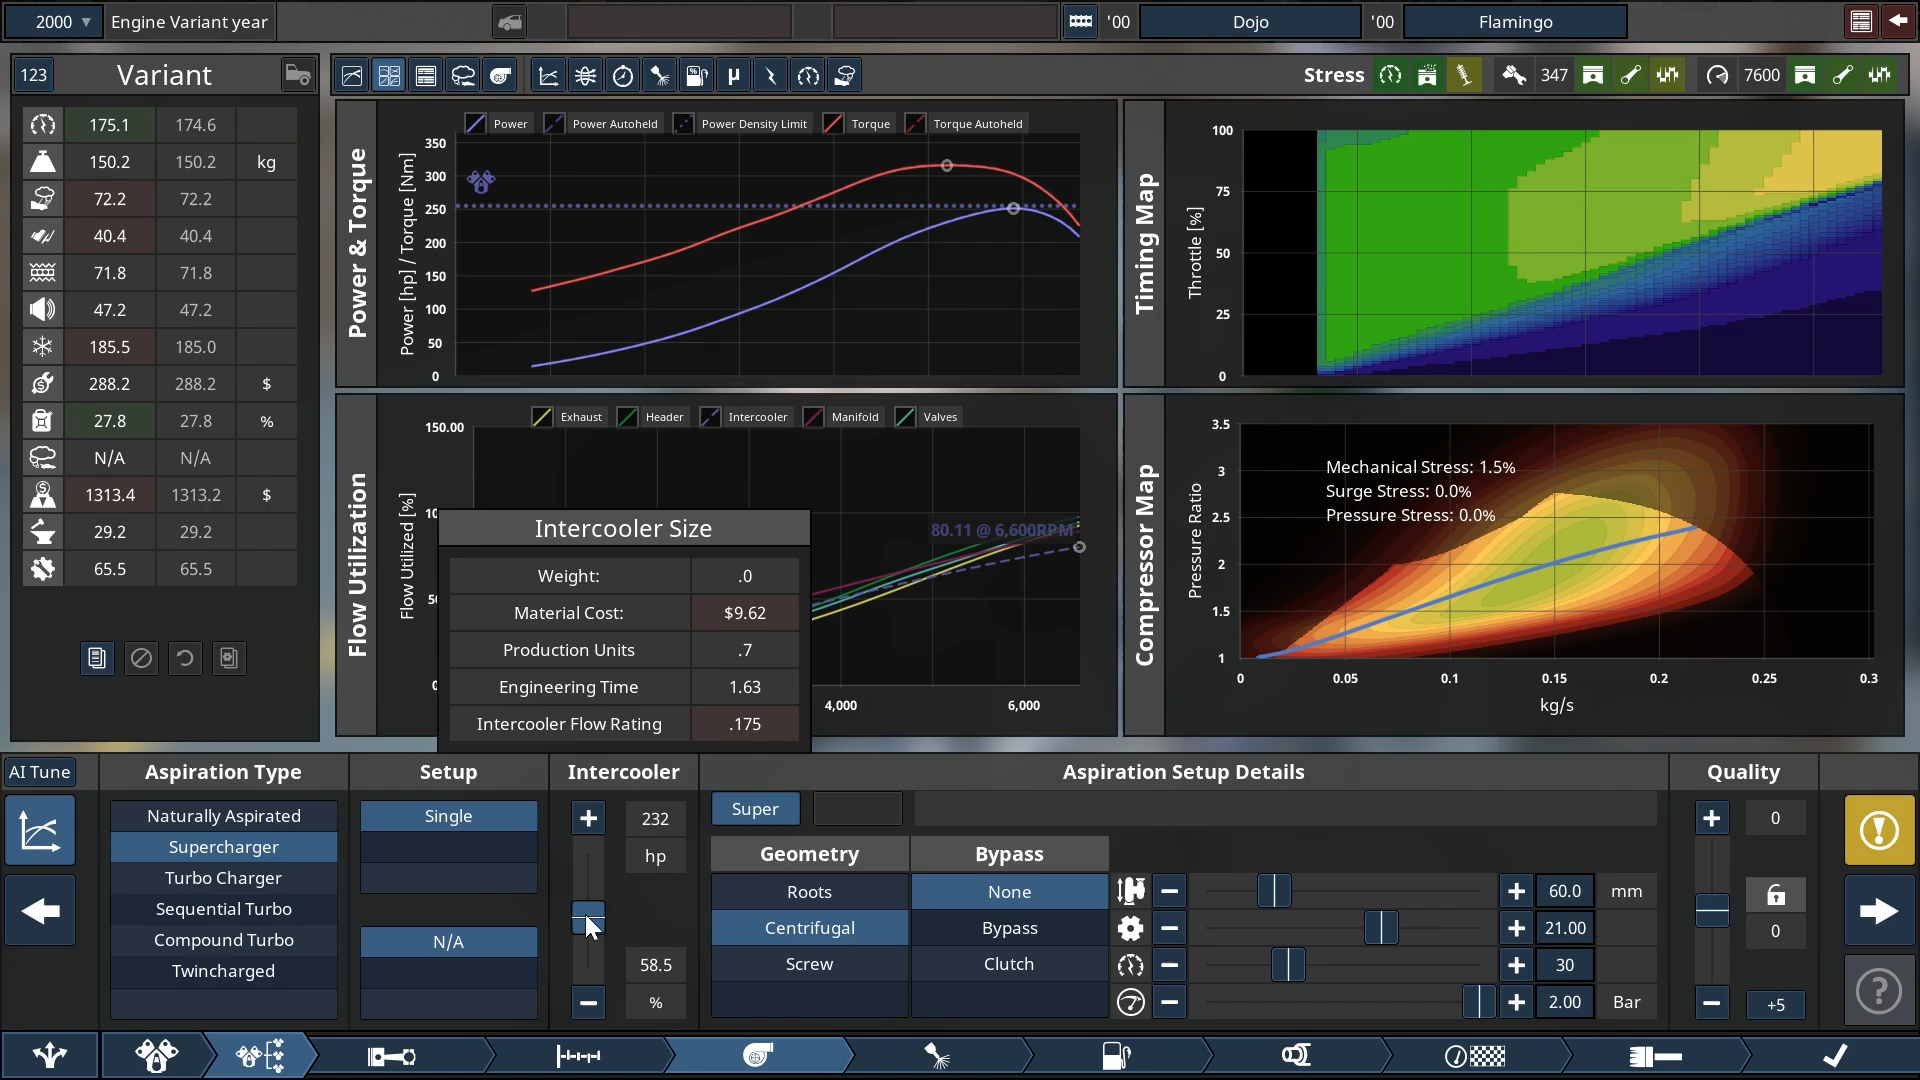 2000 ▼ Engine Variant year '00 Dojo '00 Flamingo
123 Variant
Stress 347 7600
175.1 174.6
150.2 150.2 kg
72.2 72.2
40.4 40.4
71.8 71.8
47.2 47.2
185.5 185.0
288.2 288.2 $
27.8 27.8 %
N/A N/A
1313.4 1313.2 $
29.2 29.2
65.5 65.5
Power & Torque
Power [hp] / Torque [Nm]
Power Power Autoheld Power Density Limit Torque Torque Autoheld
350
300
250
200
150
100
50
0
Timing Map
Throttle [%]
100
75
50
25
0
Flow Utilization
Flow Utilized [%]
Exhaust Header Intercooler Manifold Valves
150.00
80.11 @ 6,600RPM
4,000 6,000
Intercooler Size
Weight: .0
Material Cost: $9.62
Production Units .7
Engineering Time 1.63
Intercooler Flow Rating .175
Compressor Map
Pressure Ratio
3.5
3
2.5
2
1.5
1
Mechanical Stress: 1.5%
Surge Stress: 0.0%
Pressure Stress: 0.0%
0 0.05 0.1 0.15 0.2 0.25 0.3
kg/s
AI Tune
Aspiration Type
Naturally Aspirated
Supercharger
Turbo Charger
Sequential Turbo
Compound Turbo
Twincharged
Setup
Single
N/A
Intercooler
+ 232
hp
58.5
− %
Aspiration Setup Details
Super
Geometry
Roots
Centrifugal
Screw
Bypass
None
Bypass
Clutch
− + 60.0 mm
− + 21.00
− + 30
− + 2.00 Bar
Quality
+ 0
0
− +5
?